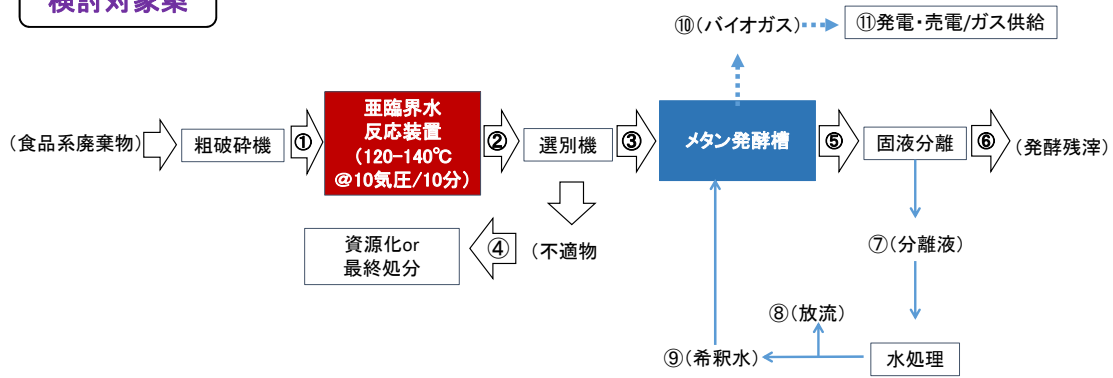 検討対象案
⑩(バイオガス)
⑪発電・売電/ガス供給
(食品系廃棄物)
粗破砕機
①
亜臨界水
反応装置
(120-140℃
@10気圧/10分)
②
選別機
③
メタン発酵槽
⑤
固液分離
⑥
(発酵残渣)
資源化or
最終処分
④
(不適物
⑦(分離液)
⑧(放流)
⑨(希釈水)
水処理